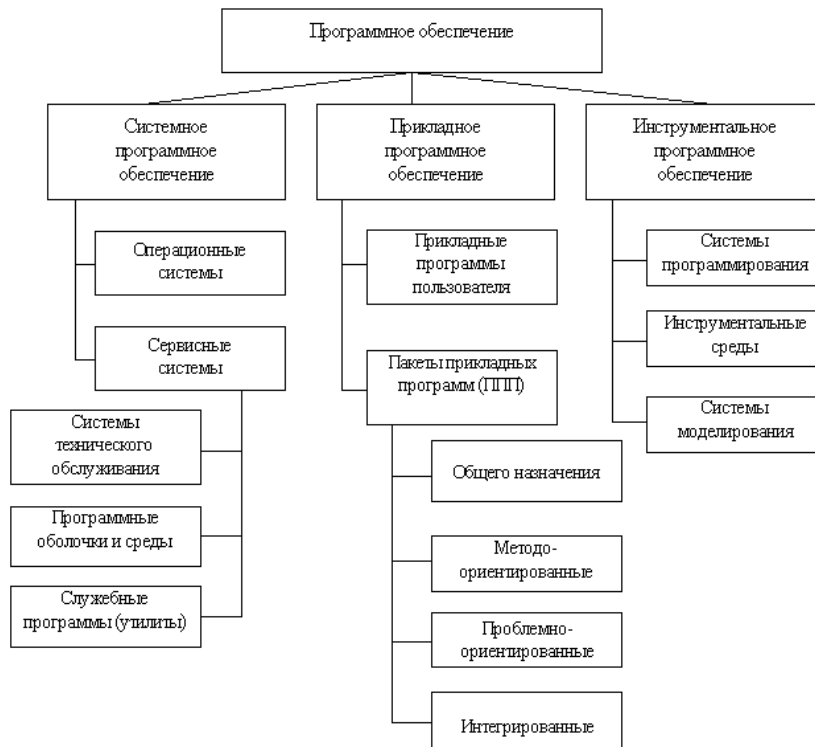 Программное обеспечение
Системное
программное
обеспечение
Прикладное
программное
обеспечение
Инструментальное
программное
обеспечение
Операционные
системы
Сервисные
системы
Системы
технического
обслуживания
Программные
оболочки и среды
Служебные
программы (утилиты)
Прикладные
программы
пользователя
Пакеты прикладных
программ (ППП)
Общего назначения
Методо-
ориентированные
Проблемно-
ориентированные
Интегрированные
Системы
программирования
Инструментальные
среды
Системы
моделирования